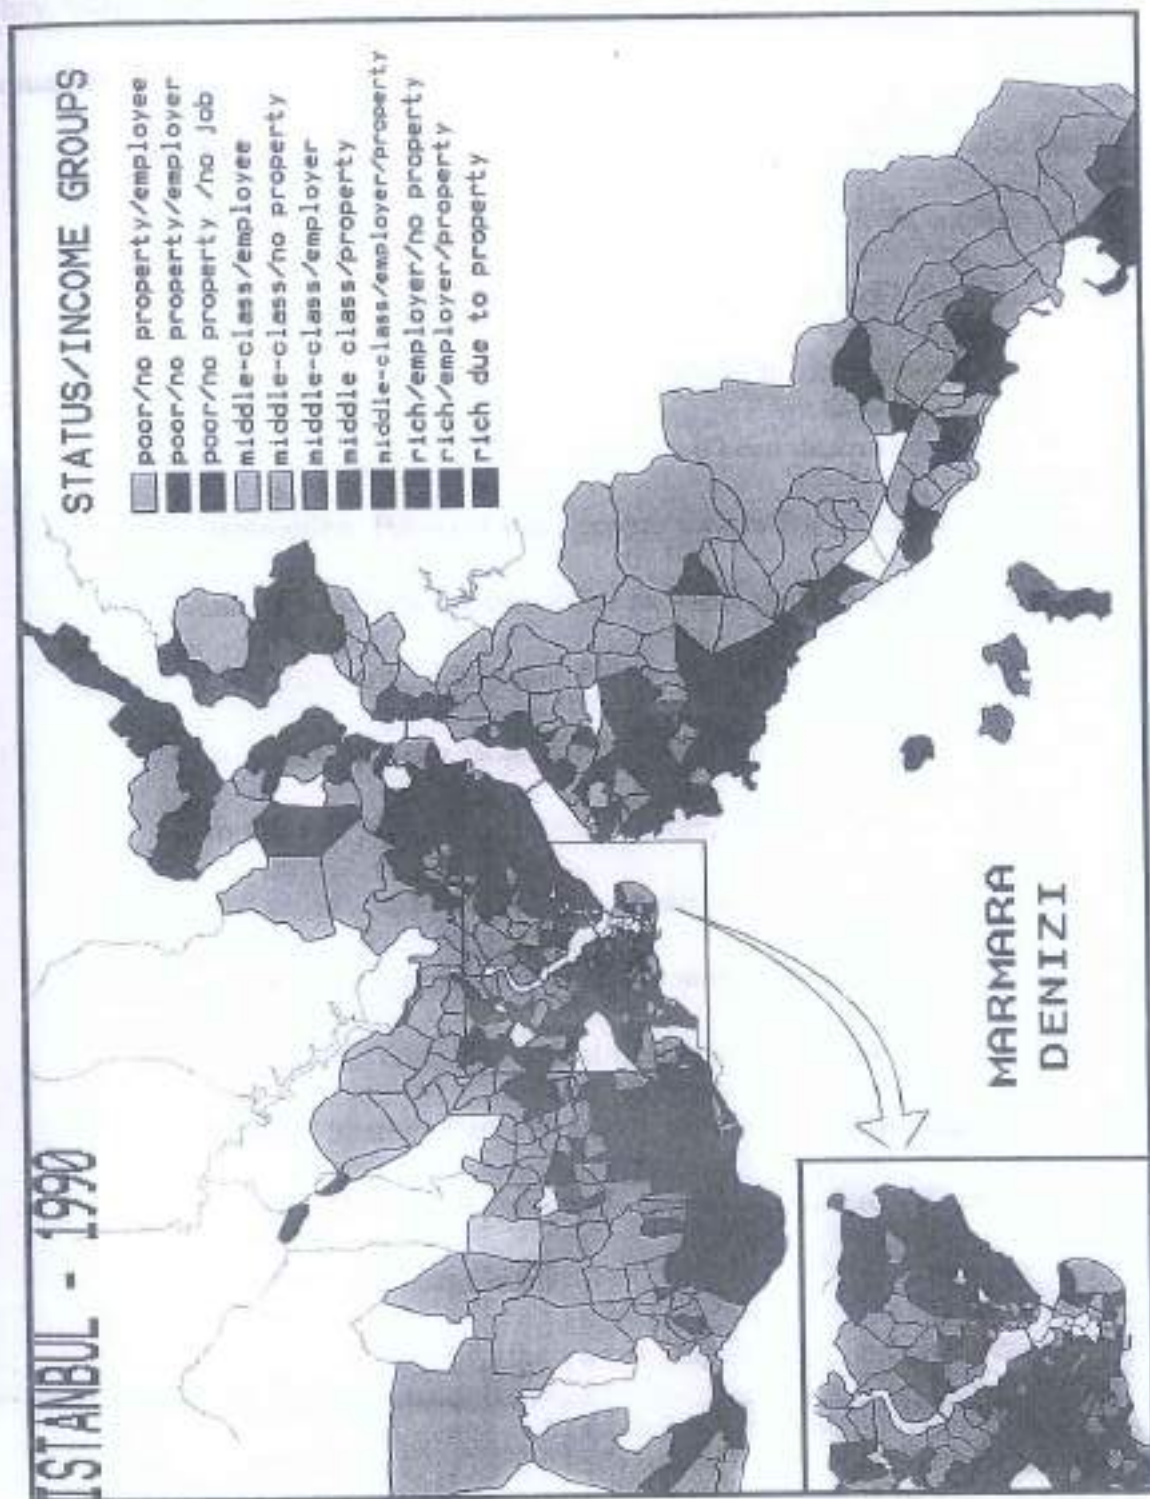 ISTANBUL - 1990
STATUS/INCOME GROUPS
poor/no property/employee
poor/no property/employer
poor/no property /no job
middle-class/employee
middle-class/no property
middle-class/employer
middle class/property
middle-class/employer/property
rich/employer/no property
rich/employer/property
rich due to property
MARMARA
DENIZI